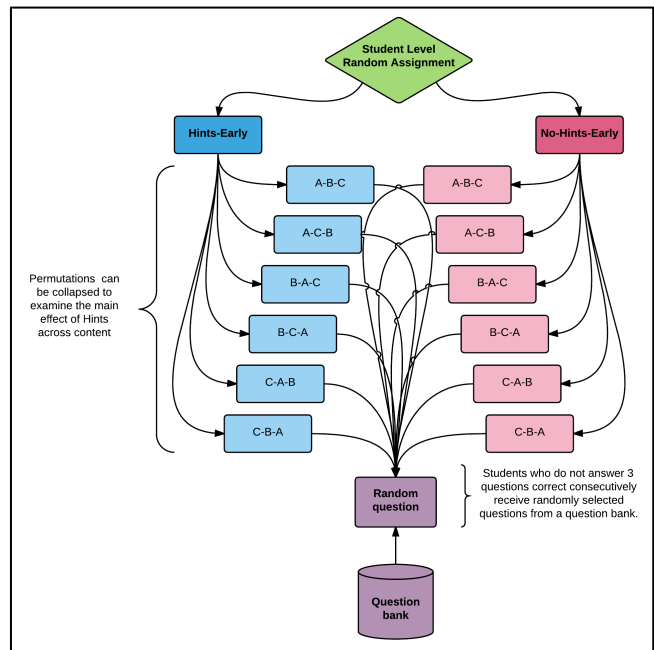 Student Level
Random Assignment
Hints-Early
No-Hints-Early
A-B-C
A-B-C
A-C-B
A-C-B
B-A-C
B-A-C
Permutations can
be collapsed to
examine the main
effect of Hints
across content
B-C-A
B-C-A
C-A-B
C-A-B
C-B-A
C-B-A
Random
question
Students who do not answer 3
questions correct consecutively
receive randomly selected
questions from a question bank.
Question
bank